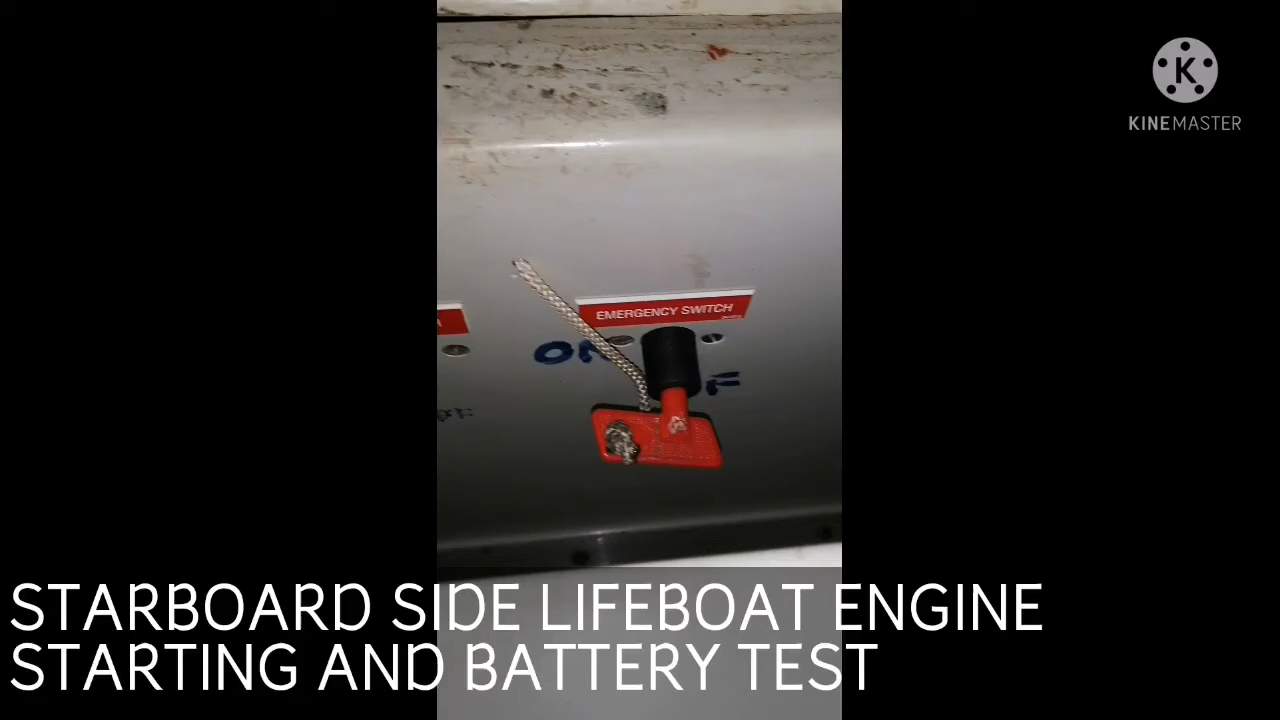 K
KINEMASTER
EMERGENCY SWITCH
ON
STARBOARD SIDE LIFEBOAT ENGINE
STARTING AND BATTERY TEST